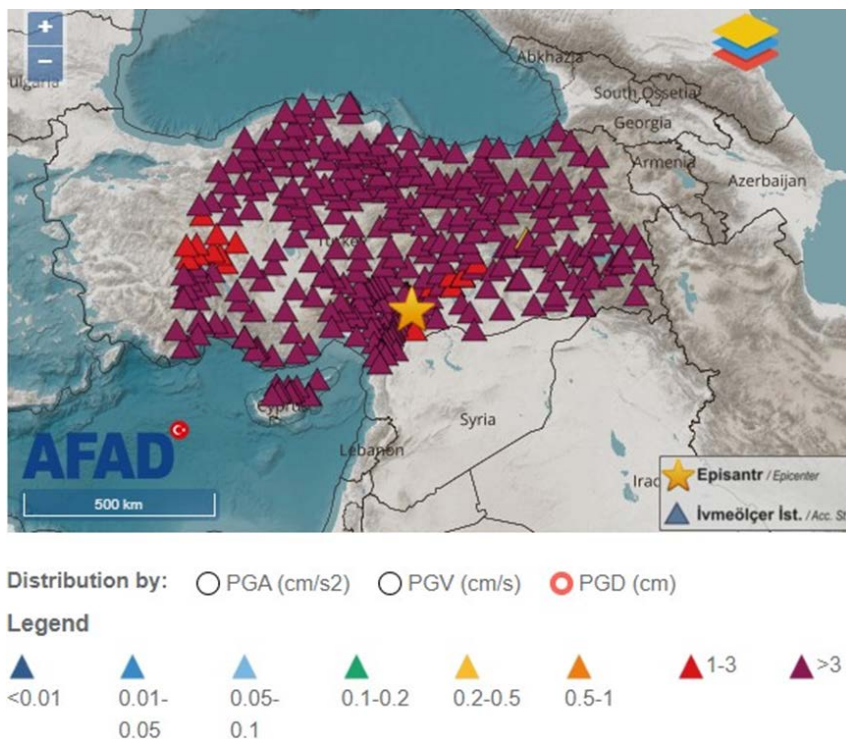 +
−
Abkhazia
ulgaria
South Ossetia
Georgia
Armenia
Azerbaijan
Cyprus
Syria
Lebanon
Iraq
AFAD
500 km
Episantr / Epicenter
İvmeölçer İst. / Acc. St
Distribution by: PGA (cm/s2) PGV (cm/s) PGD (cm)
Legend
<0.01 0.01-0.05 0.05-0.1 0.1-0.2 0.2-0.5 0.5-1 1-3 >3